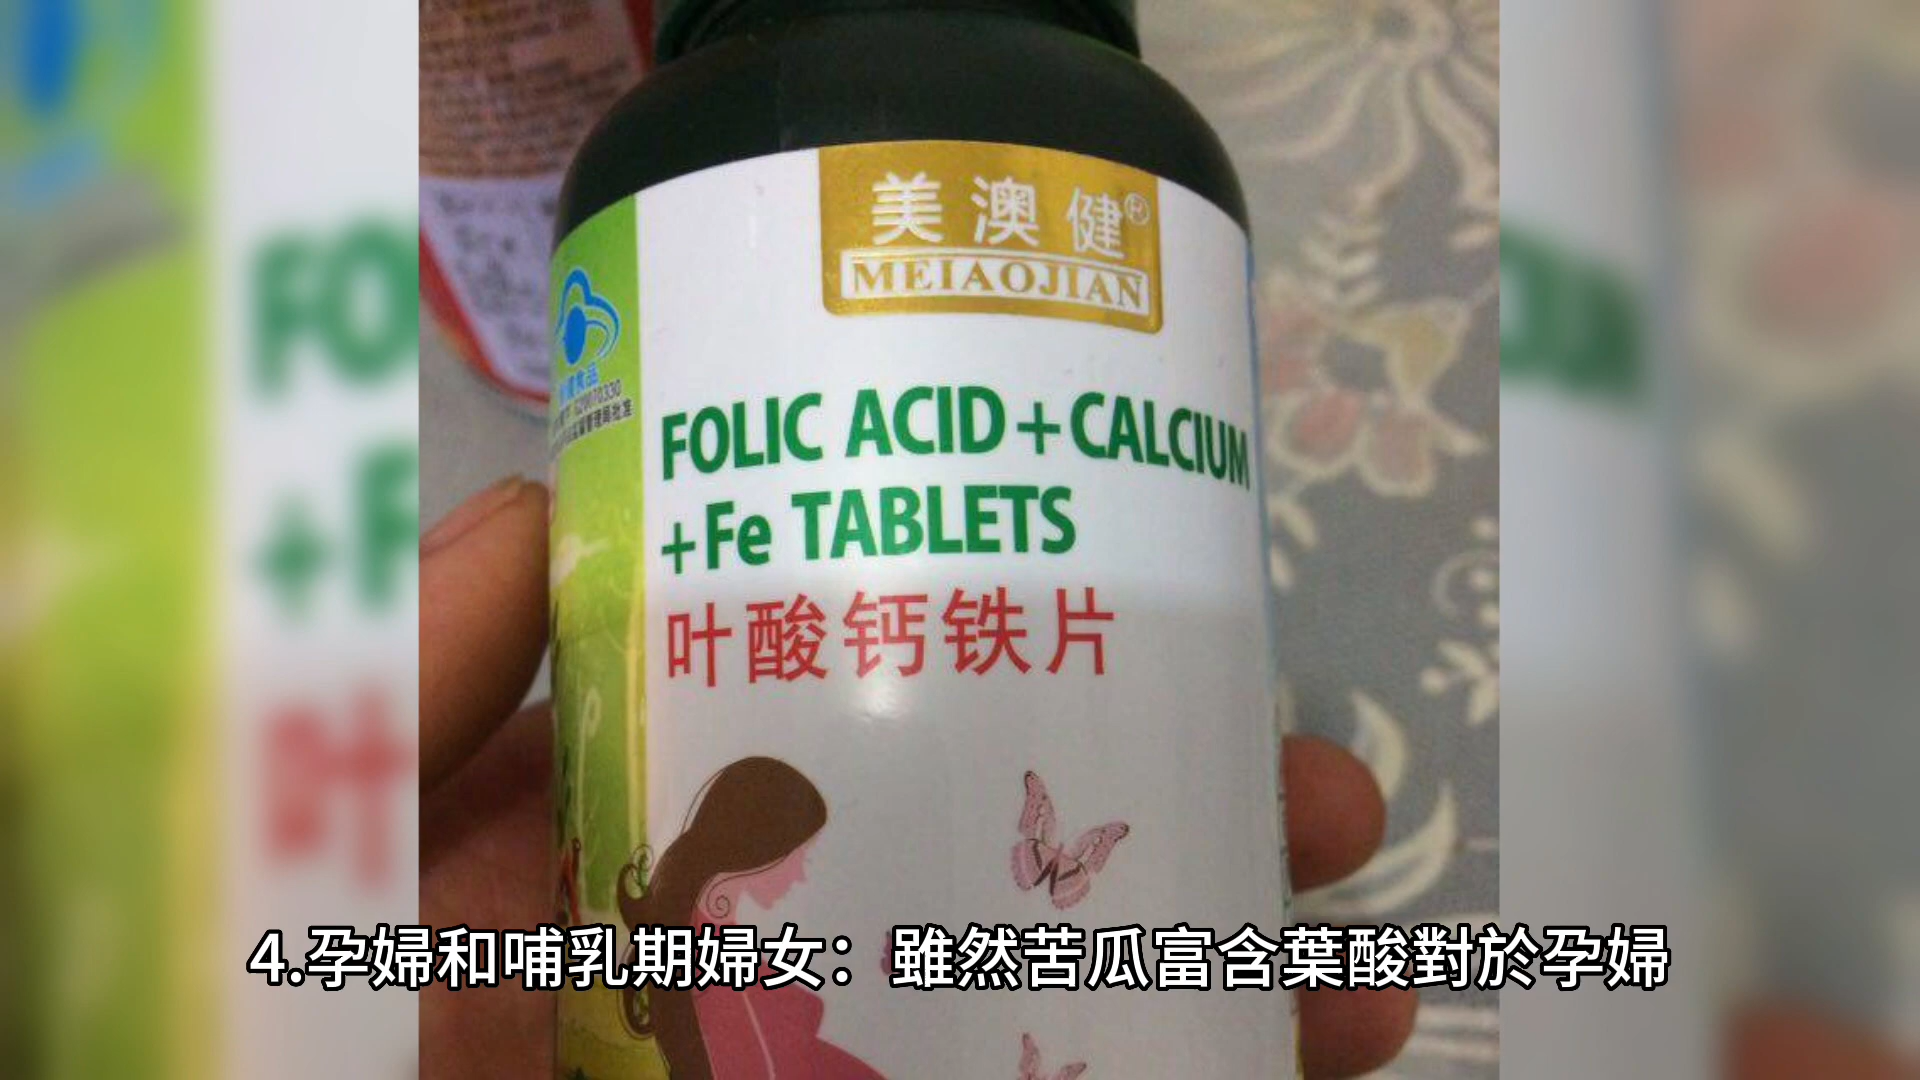 美澳健®
MEIAOJIAN
FOLIC ACID+CALCIUM
+Fe TABLETS
叶酸钙铁片
4.孕婦和哺乳期婦女：雖然苦瓜富含葉酸對於孕婦